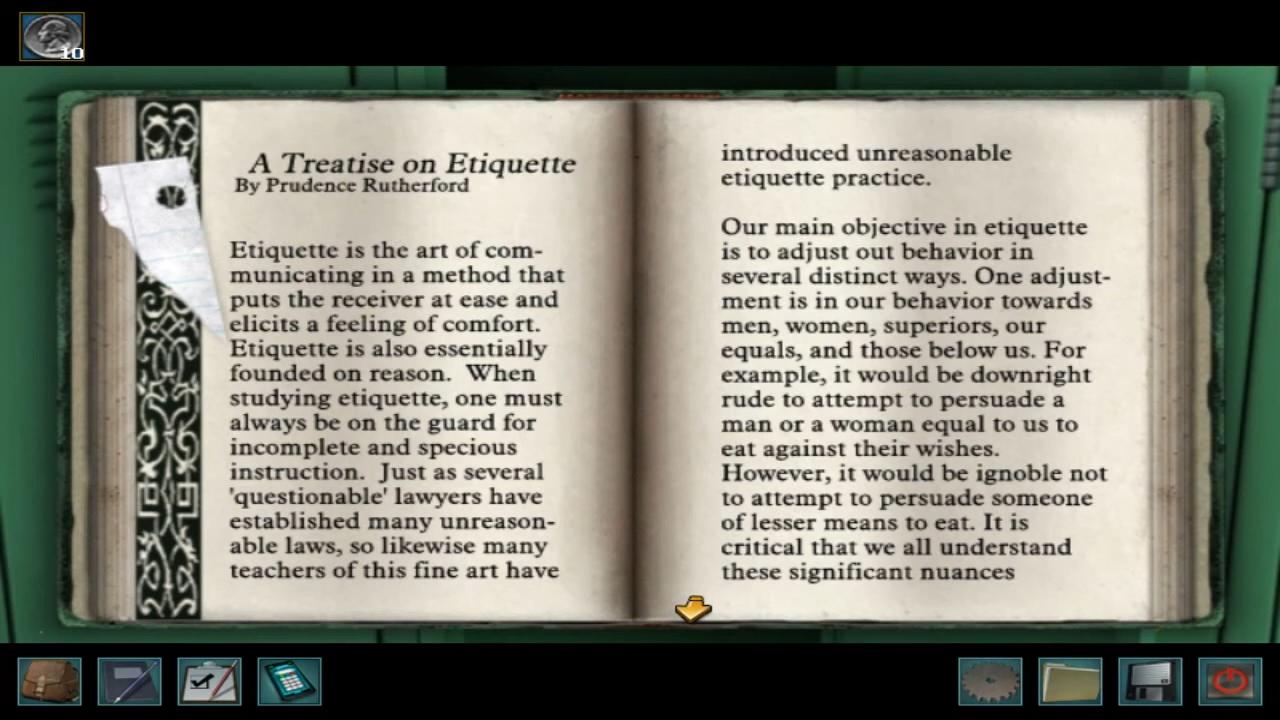 10
A Treatise on Etiquette
By Prudence Rutherford
Etiquette is the art of com-
municating in a method that
puts the receiver at ease and
elicits a feeling of comfort.
Etiquette is also essentially
founded on reason.  When
studying etiquette, one must
always be on the guard for
incomplete and specious
instruction.  Just as several
'questionable' lawyers have
established many unreason-
able laws, so likewise many
teachers of this fine art have
introduced unreasonable
etiquette practice.
Our main objective in etiquette
is to adjust out behavior in
several distinct ways. One adjust-
ment is in our behavior towards
men, women, superiors, our
equals, and those below us. For
example, it would be downright
rude to attempt to persuade a
man or a woman equal to us to
eat against their wishes.
However, it would be ignoble not
to attempt to persuade someone
of lesser means to eat. It is
critical that we all understand
these significant nuances